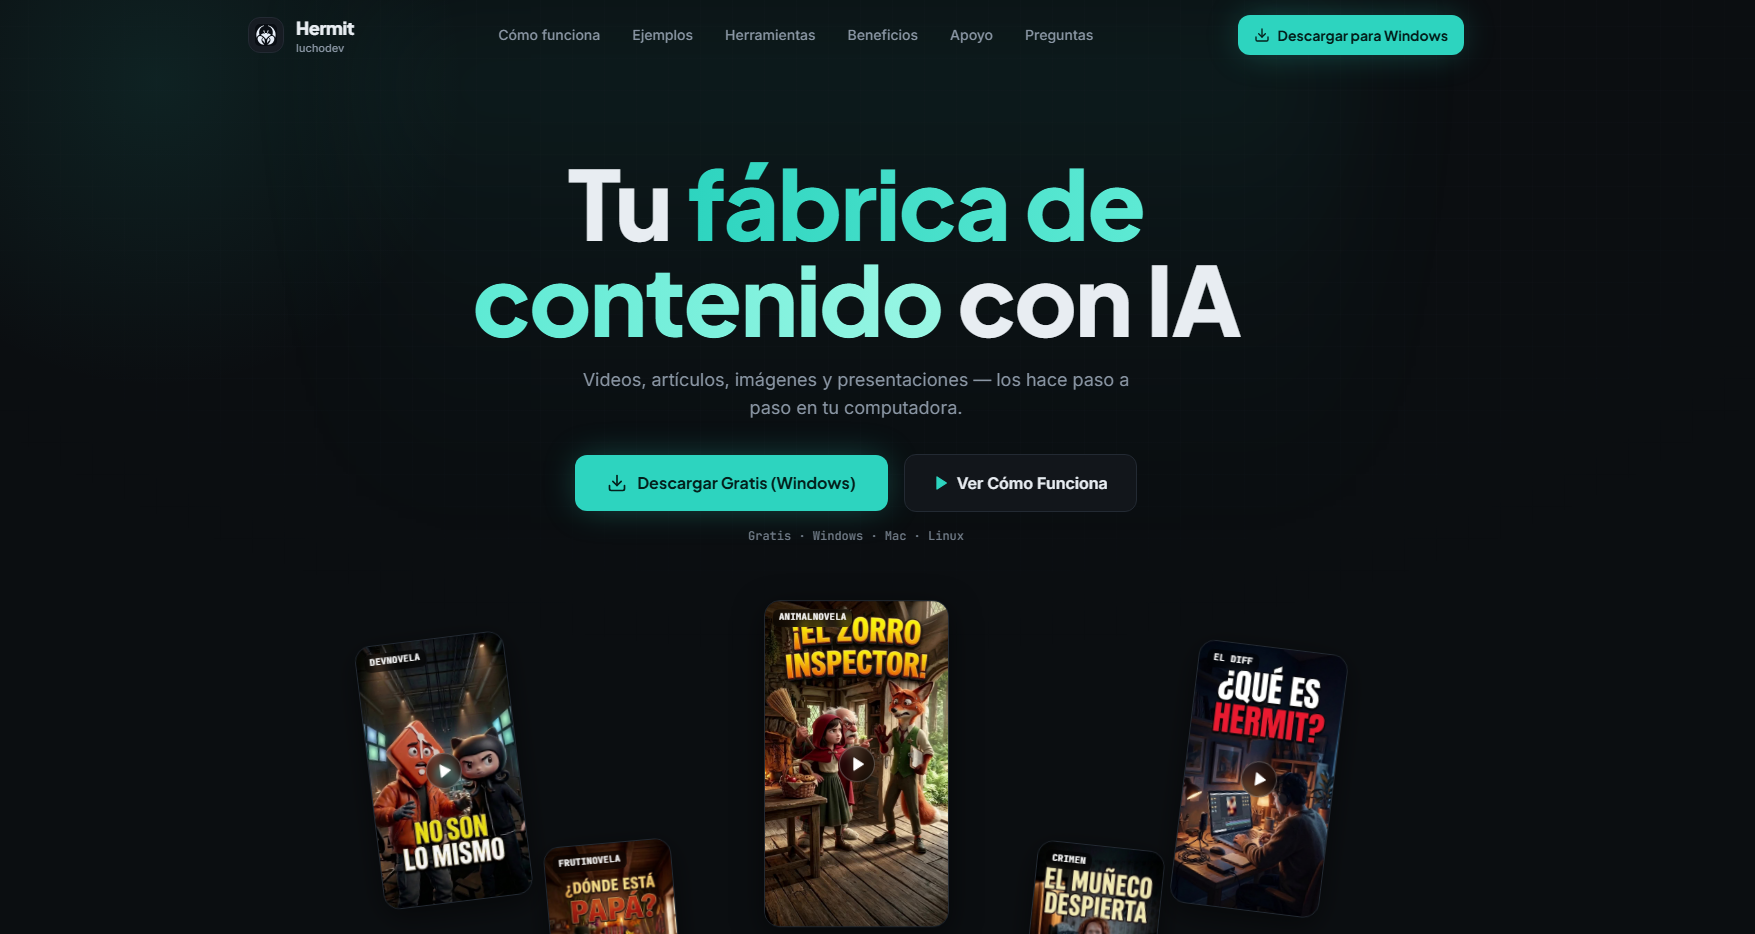 Hermit
luchodev
Cómo funciona
Ejemplos
Herramientas
Beneficios
Apoyo
Preguntas
Descargar para Windows
Tu fábrica de
contenido con IA
Videos, artículos, imágenes y presentaciones — los hace paso a
paso en tu computadora.
Descargar Gratis (Windows)
Ver Cómo Funciona
Gratis · Windows · Mac · Linux
DEVNOVELA
NO SON
LO MISMO
FRUTINOVELA
¿DÓNDE ESTÁ
PAPÁ?
ANIMALNOVELA
¡EL ZORRO
INSPECTOR!
CRIMEN
EL MUÑECO
DESPIERTA
EL DIFF
¿QUÉ ES
HERMIT?